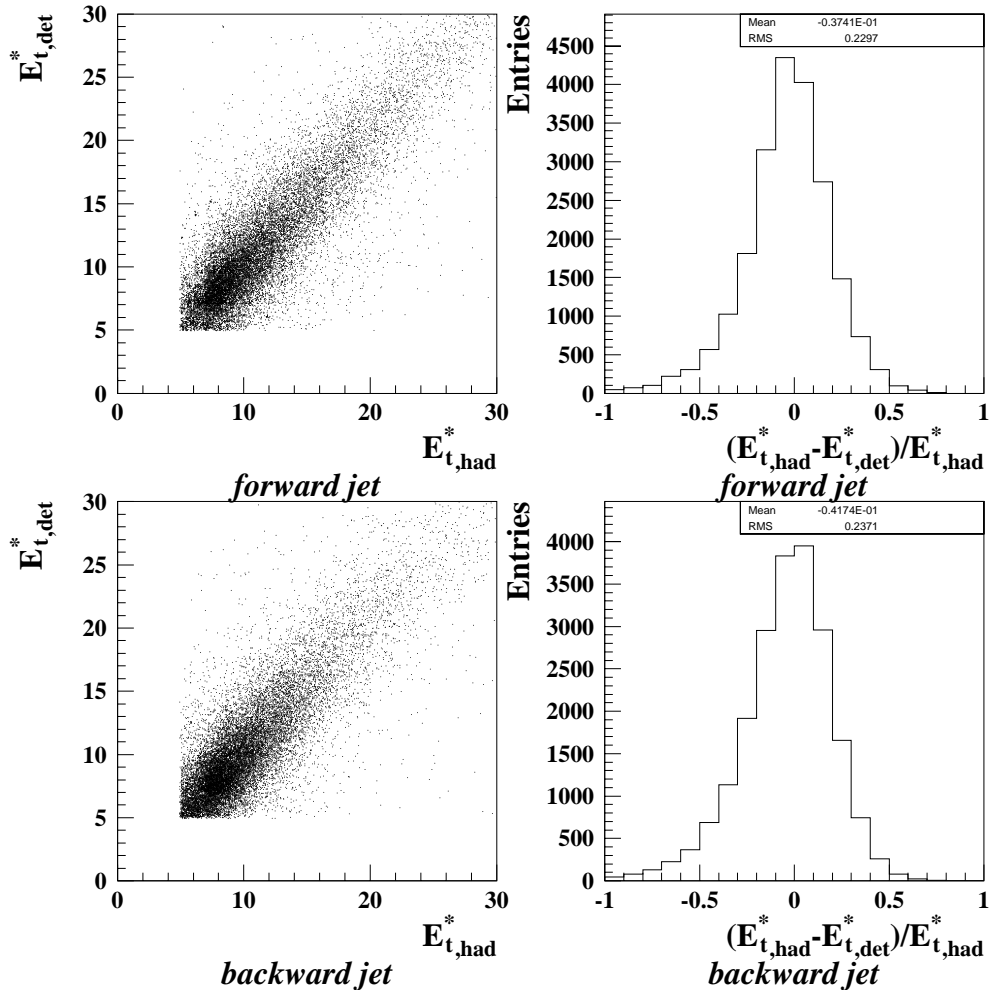 E*t,det
30
25
20
15
10
5
0
0 10 20 30
E*t,had
forward jet
Entries
Mean -0.3741E-01
RMS 0.2297
4500
4000
3500
3000
2500
2000
1500
1000
500
0
-1 -0.5 0 0.5 1
(E*t,had-E*t,det)/E*t,had
forward jet
E*t,det
30
25
20
15
10
5
0
0 10 20 30
E*t,had
backward jet
Entries
Mean -0.4174E-01
RMS 0.2371
4000
3500
3000
2500
2000
1500
1000
500
0
-1 -0.5 0 0.5 1
(E*t,had-E*t,det)/E*t,had
backward jet